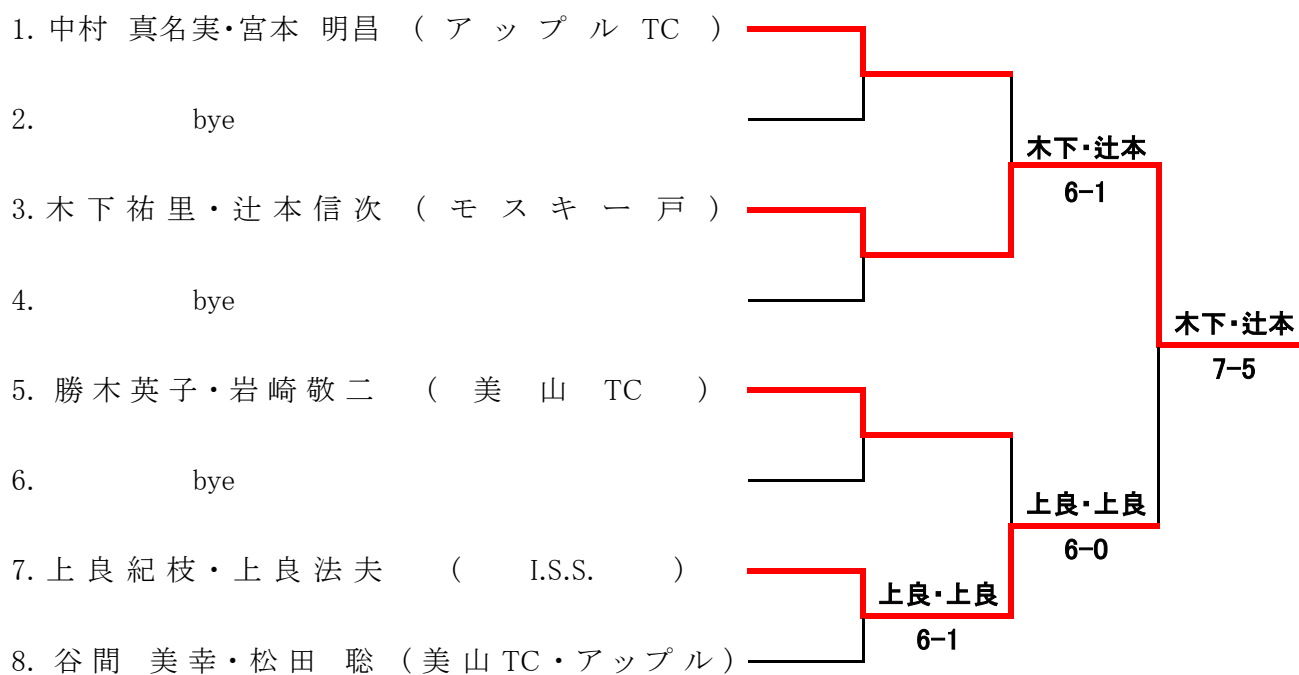 1. 中村 真名実・宮本 明昌 ( アップル TC )
2. bye
3. 木下祐里・辻本信次 ( モスキー戸 )
4. bye
5. 勝木英子・岩崎敬二 ( 美山 TC )
6. bye
7. 上良紀枝・上良法夫 ( I.S.S. )
8. 谷間 美幸・松田 聡 (美山 TC・アップル)
木下・辻本
6-1
木下・辻本
7-5
上良・上良
6-0
上良・上良
6-1